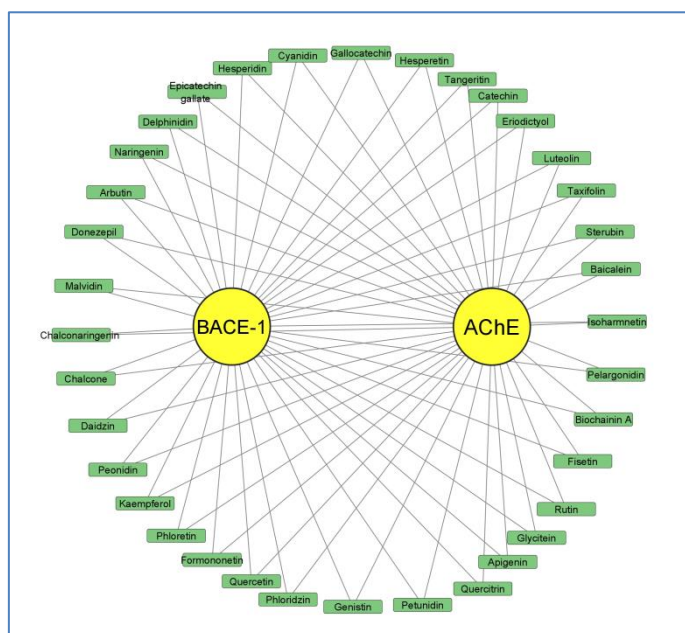 Gallocatechin
Cyanidin
Hesperetin
Hesperidin
Tangeritin
Epicatechin
gallate
Catechin
Delphinidin
Eriodictyol
Naringenin
Luteolin
Arbutin
Taxifolin
Donezepil
Sterubin
Baicalein
Malvidin
BACE-1
AChE
Isoharmnetin
Chalconaringenin
Chalcone
Pelargonidin
Daidzin
Biochainin A
Peonidin
Fisetin
Kaempferol
Rutin
Phloretin
Glycitein
Formononetin
Apigenin
Quercetin
Quercitrin
Phloridzin
Genistin
Petunidin